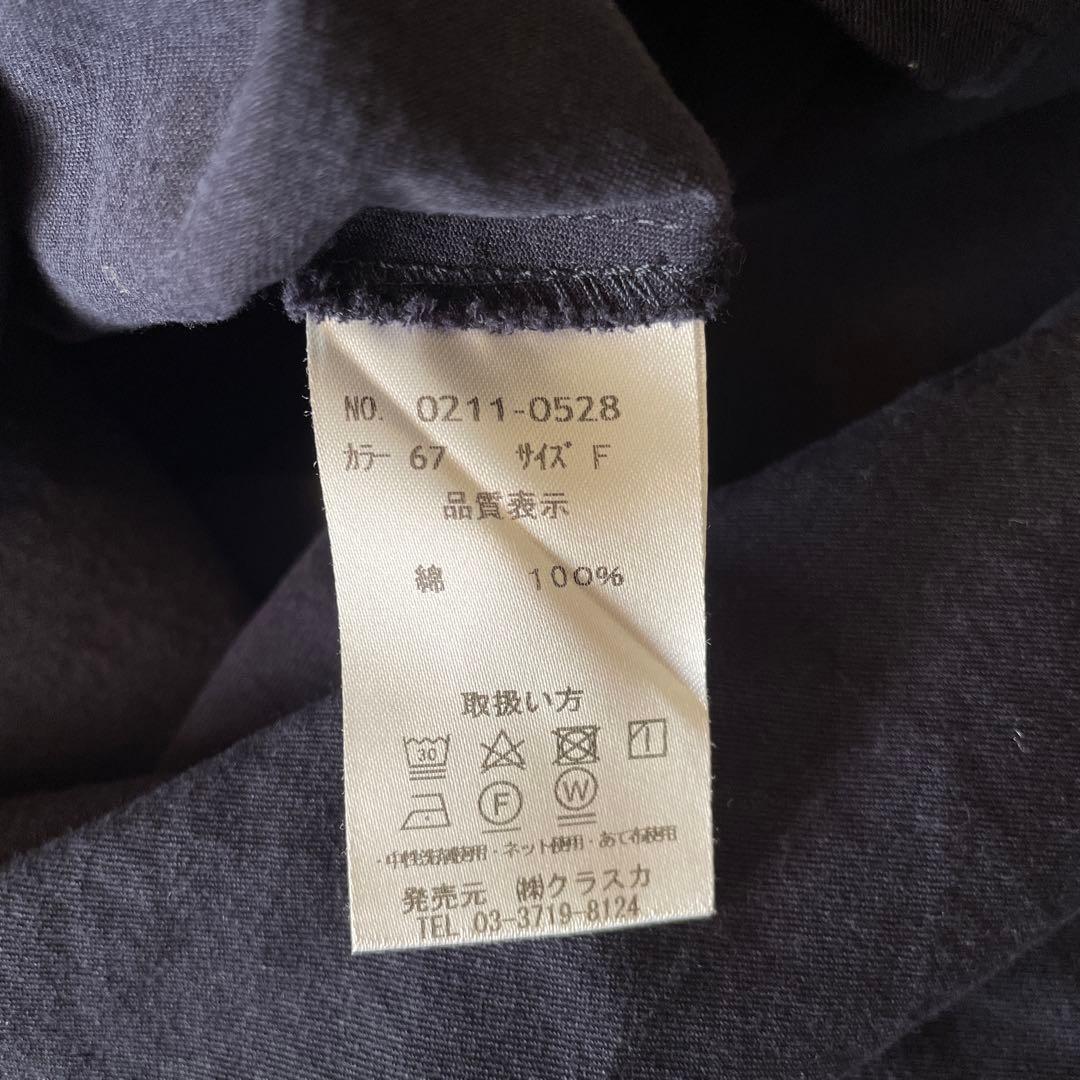 NO. 0211-0528
ｶﾗｰ 67 ｻｲｽﾞ F
品質表示
綿 100%
取扱い方
30
F W
・中性洗剤使用・ネット使用・あて布使用
発売元 ㈱クラスカ
TEL 03-3719-8124